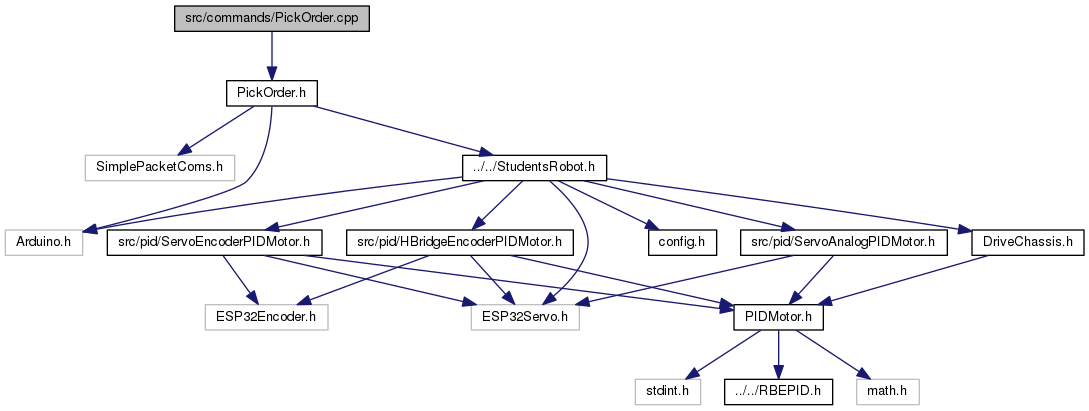 src/commands/PickOrder.cpp
PickOrder.h
SimplePacketComs.h
../../StudentsRobot.h
Arduino.h
src/pid/ServoEncoderPIDMotor.h
src/pid/HBridgeEncoderPIDMotor.h
config.h
src/pid/ServoAnalogPIDMotor.h
DriveChassis.h
ESP32Encoder.h
ESP32Servo.h
PIDMotor.h
stdint.h
../../RBEPID.h
math.h